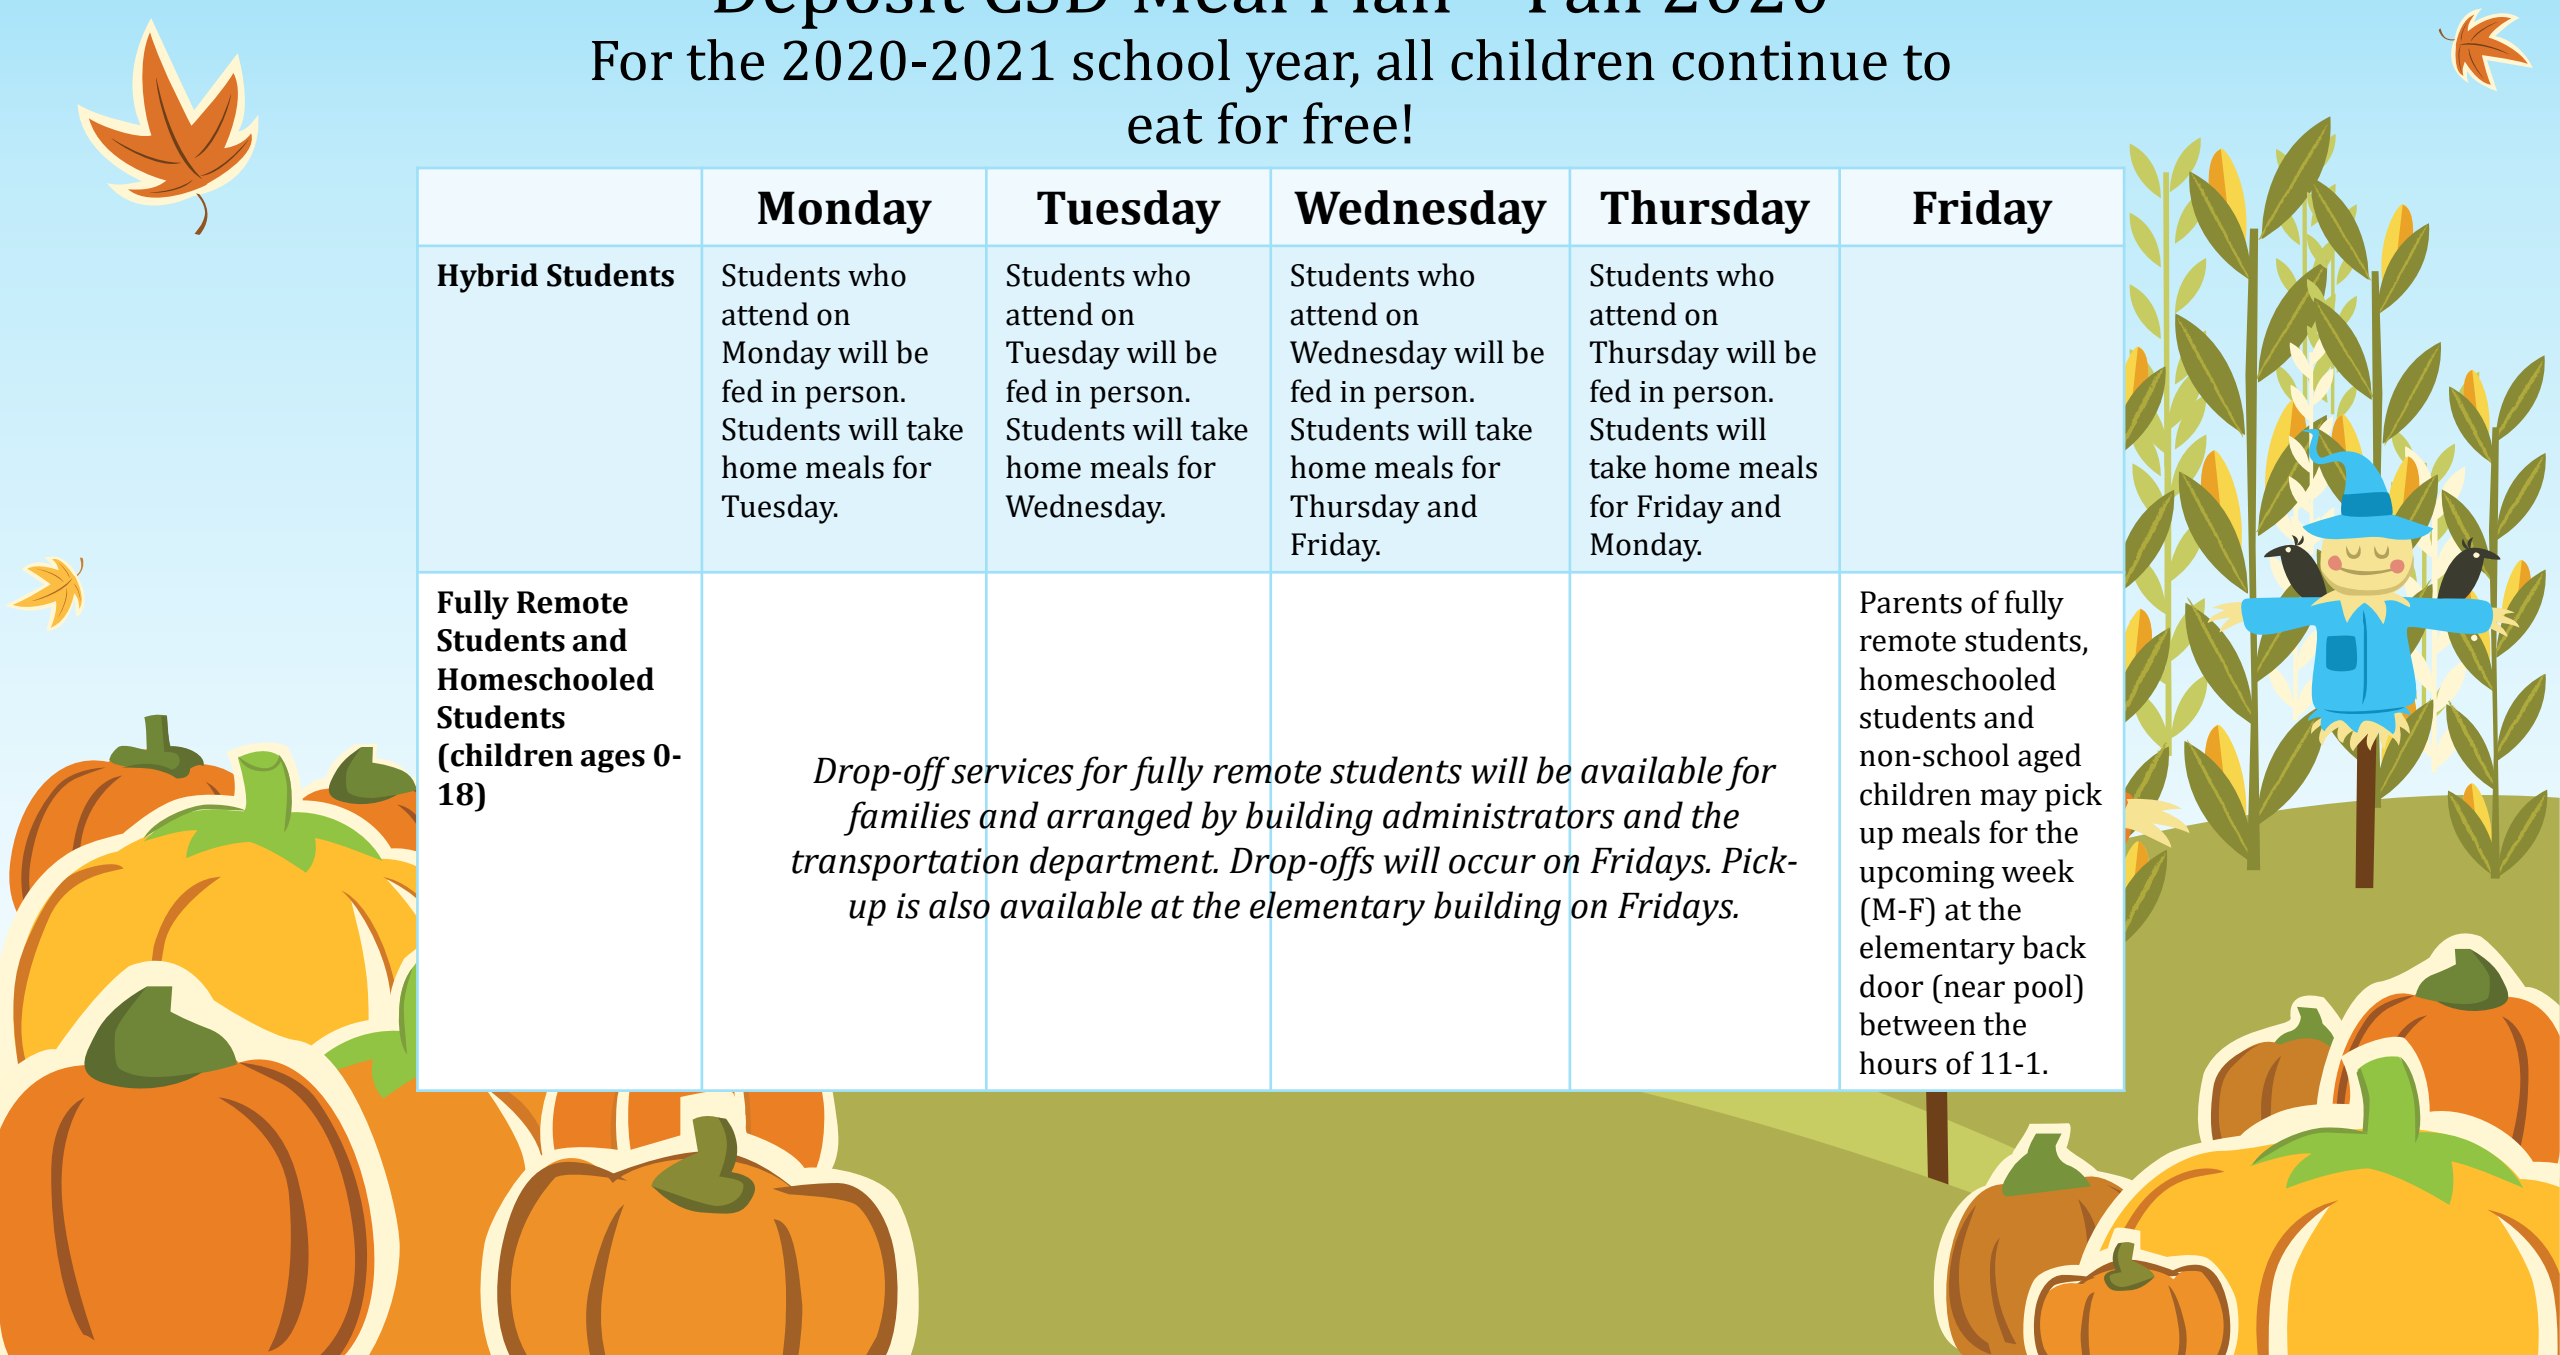 Deposit CSD Meal Plan – Fall 2020
For the 2020-2021 school year, all children continue to
eat for free!
Monday Tuesday Wednesday Thursday Friday
Hybrid Students
Students who
attend on
Monday will be
fed in person.
Students will take
home meals for
Tuesday.
Students who
attend on
Tuesday will be
fed in person.
Students will take
home meals for
Wednesday.
Students who
attend on
Wednesday will be
fed in person.
Students will take
home meals for
Thursday and
Friday.
Students who
attend on
Thursday will be
fed in person.
Students will
take home meals
for Friday and
Monday.
Fully Remote
Students and
Homeschooled
Students
(children ages 0-
18)
Drop-off services for fully remote students will be available for
families and arranged by building administrators and the
transportation department. Drop-offs will occur on Fridays. Pick-
up is also available at the elementary building on Fridays.
Parents of fully
remote students,
homeschooled
students and
non-school aged
children may pick
up meals for the
upcoming week
(M-F) at the
elementary back
door (near pool)
between the
hours of 11-1.